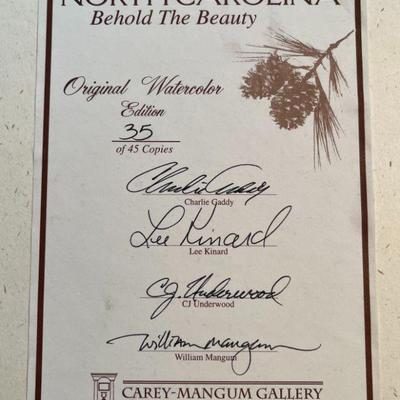 NORTH CAROLINA
Behold The Beauty
Original Watercolor
Edition
35
of 45 Copies
Charlie Gaddy
Charlie Gaddy
Lee Kinard
Lee Kinard
CJ. Underwood
CJ Underwood
William Mangum
William Mangum
CAREY-MANGUM GALLERY